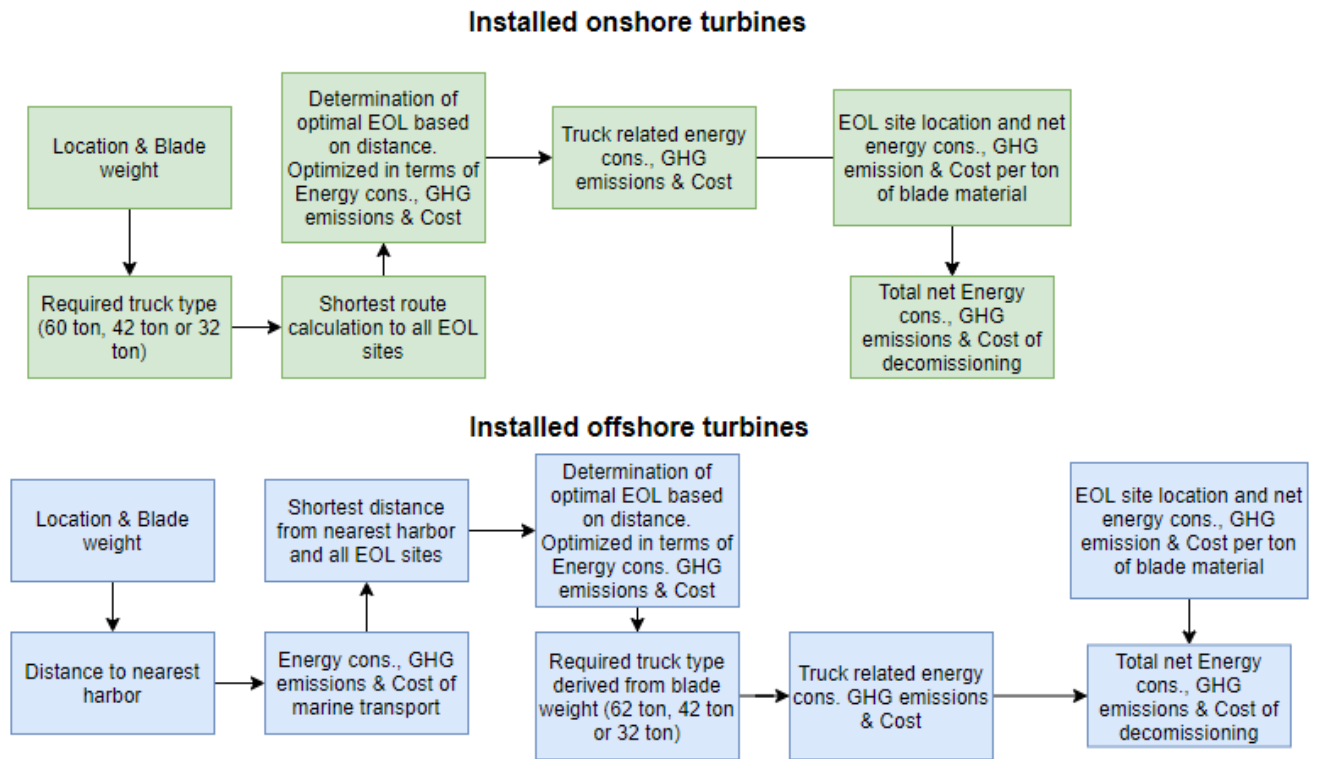 Installed onshore turbines
Location & Blade
weight
Required truck type
(60 ton, 42 ton or 32
ton)
Shortest route
calculation to all EOL
sites
Determination of
optimal EOL based
on distance.
Optimized in terms of
Energy cons., GHG
emissions & Cost
Truck related energy
cons., GHG
emissions & Cost
EOL site location and net
energy cons., GHG
emission & Cost per ton
of blade material
Total net Energy
cons., GHG
emissions & Cost of
decomissioning
Installed offshore turbines
Location & Blade
weight
Distance to nearest
harbor
Energy cons., GHG
emissions & Cost of
marine transport
Shortest distance
from nearest harbor
and all EOL sites
Determination of
optimal EOL based
on distance.
Optimized in terms of
Energy cons. GHG
emissions & Cost
Required truck type
derived from blade
weight (62 ton, 42 ton
or 32 ton)
Truck related energy
cons. GHG emissions
& Cost
EOL site location and net
energy cons., GHG
emission & Cost per ton
of blade material
Total net Energy
cons., GHG
emissions & Cost of
decomissioning